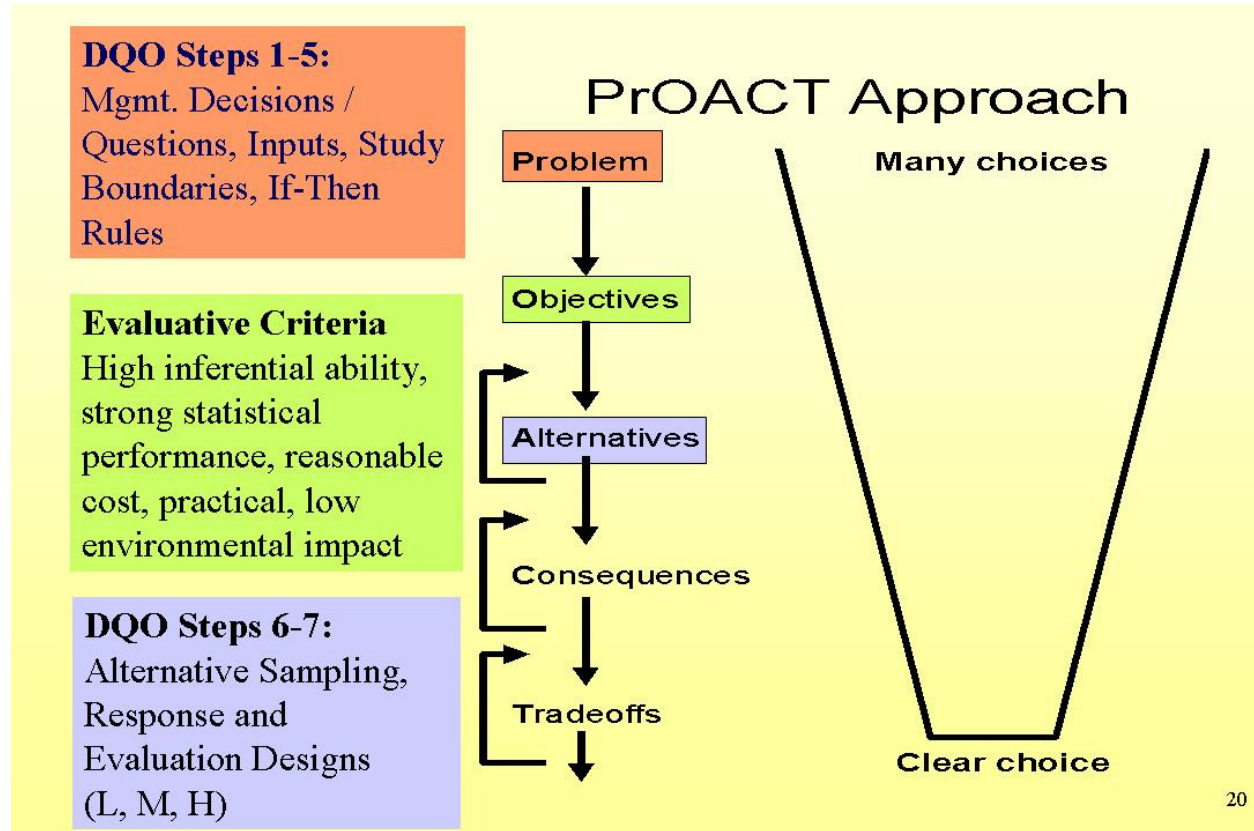 DQO Steps 1-5:
Mgmt. Decisions /
Questions, Inputs, Study
Boundaries, If-Then
Rules
Evaluative Criteria
High inferential ability,
strong statistical
performance, reasonable
cost, practical, low
environmental impact
DQO Steps 6-7:
Alternative Sampling,
Response and
Evaluation Designs
(L, M, H)
PrOACT Approach
Problem
Objectives
Alternatives
Consequences
Tradeoffs
Many choices
Clear choice
20